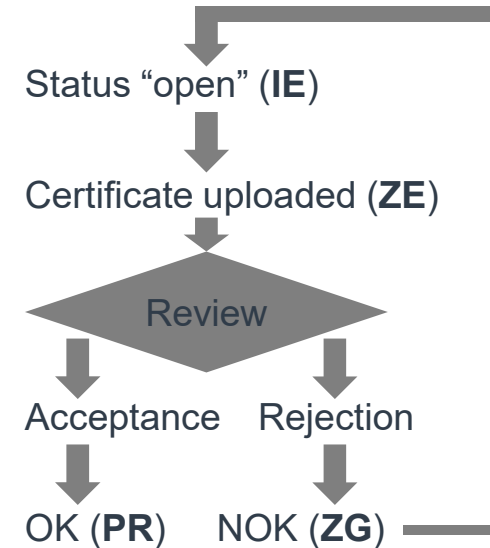 Status “open” (IE)
Certificate uploaded (ZE)
Review
Acceptance Rejection
OK (PR) NOK (ZG)